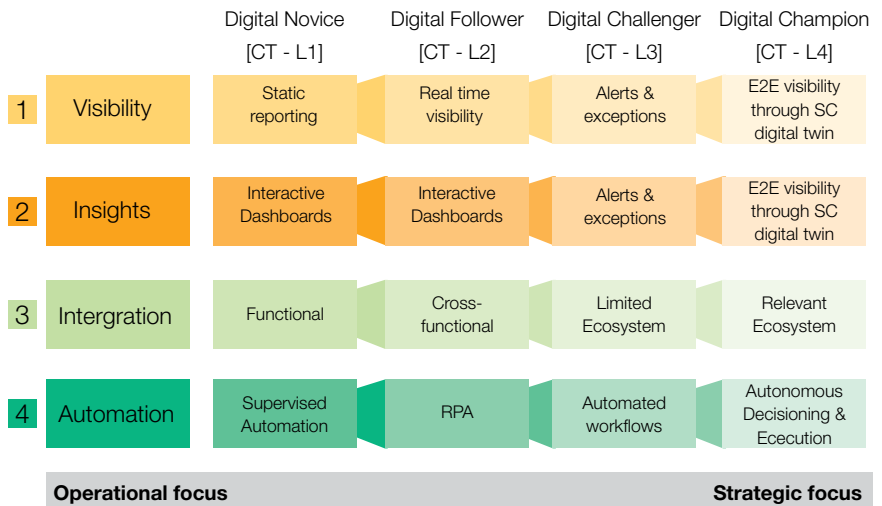 Digital Novice
[CT - L1]
Digital Follower
[CT - L2]
Digital Challenger
[CT - L3]
Digital Champion
[CT - L4]
1
Visibility
Static
reporting
Real time
visibility
Alerts &
exceptions
E2E visibility
through SC
digital twin
2
Insights
Interactive
Dashboards
Interactive
Dashboards
Alerts &
exceptions
E2E visibility
through SC
digital twin
3
Intergration
Functional
Cross-
functional
Limited
Ecosystem
Relevant
Ecosystem
4
Automation
Supervised
Automation
RPA
Automated
workflows
Autonomous
Decisioning &
Ececution
Operational focus
Strategic focus